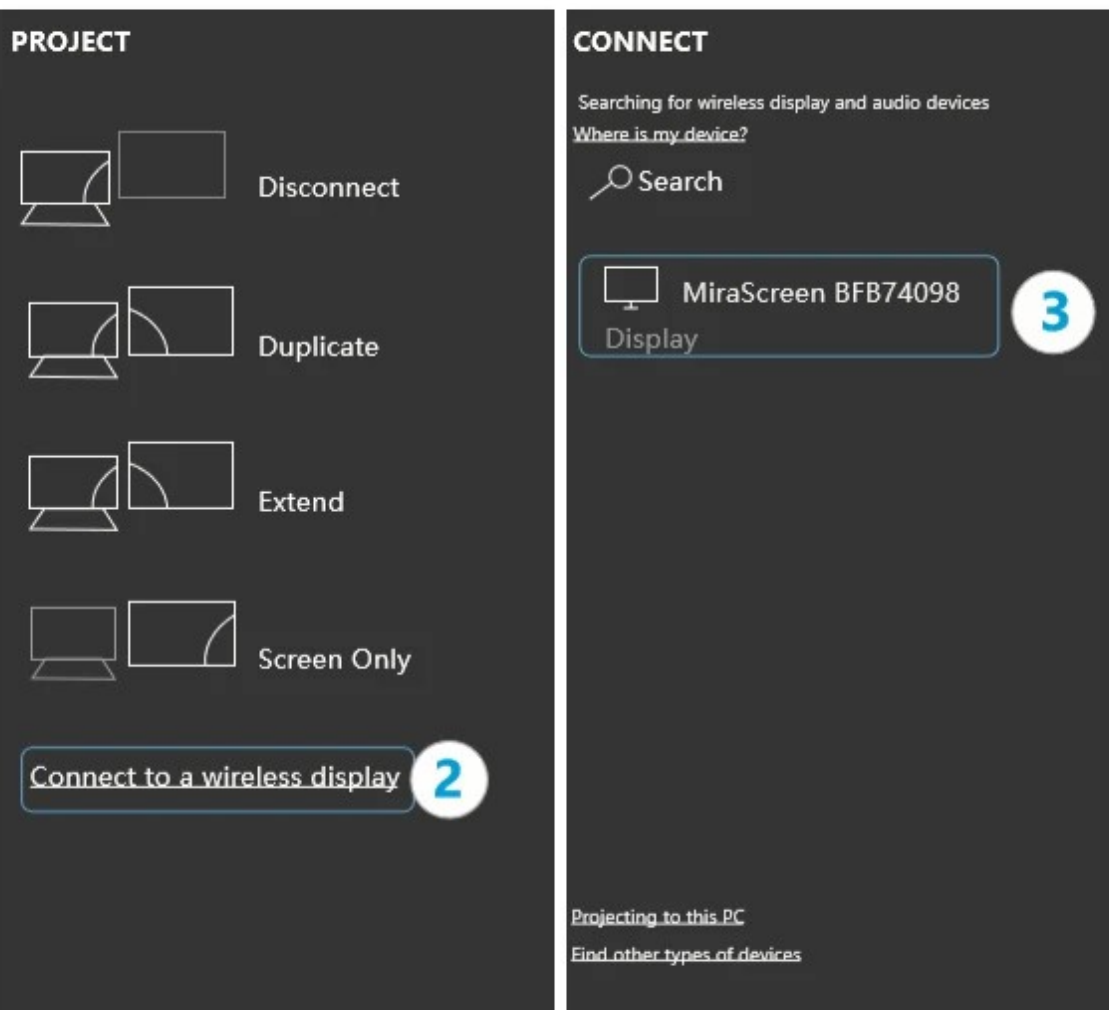 PROJECT
Disconnect
Duplicate
Extend
Screen Only
Connect to a wireless display
2
CONNECT
Searching for wireless display and audio devices
Where is my device?
Search
MiraScreen BFB74098
Display
3
Projecting to this PC
Find other types of devices